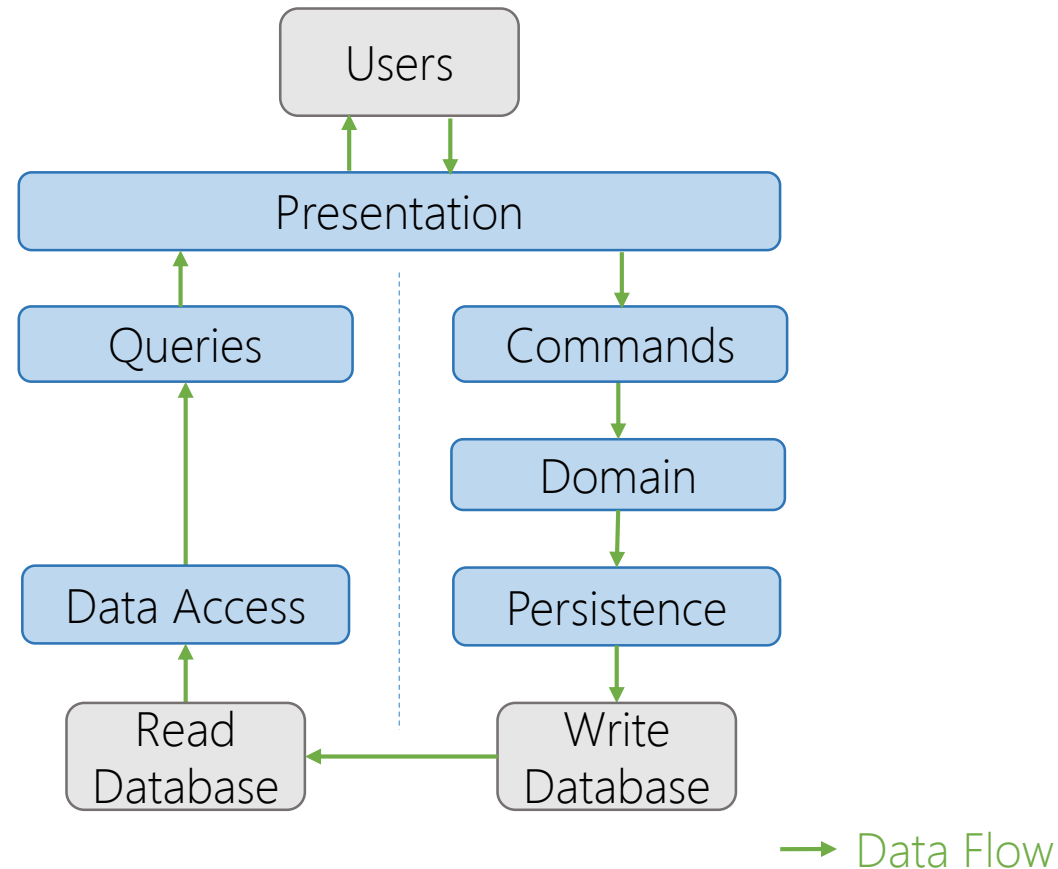 Users
Presentation
Queries
Commands
Domain
Data Access
Persistence
Read
Database
Write
Database
Data Flow